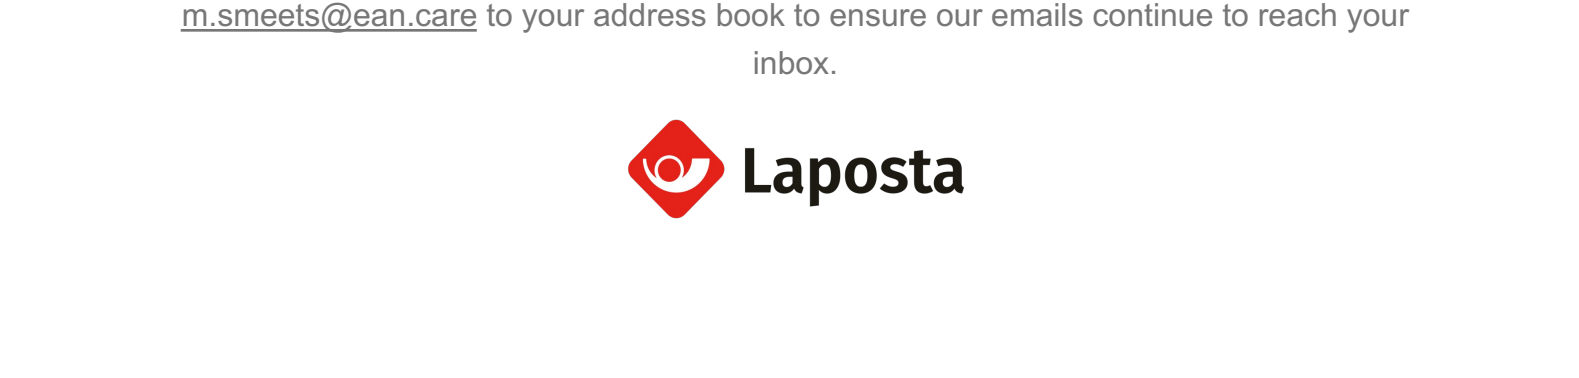 m.smeets@ean.care to your address book to ensure our emails continue to reach your
inbox.
Laposta